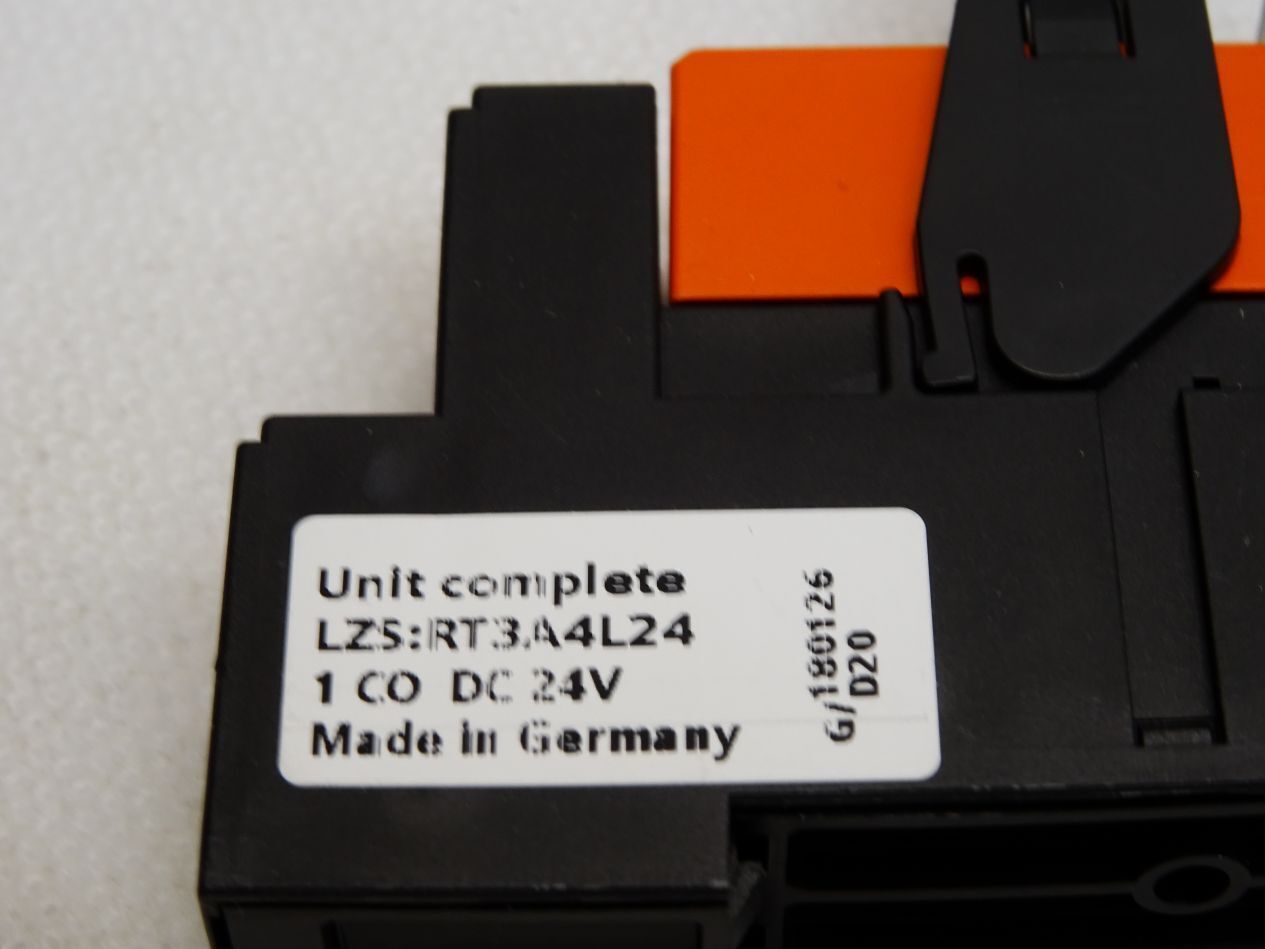 Unit complete
LZS:RT3A4L24
1 CO DC 24V
Made in Germany
G/180126
D20